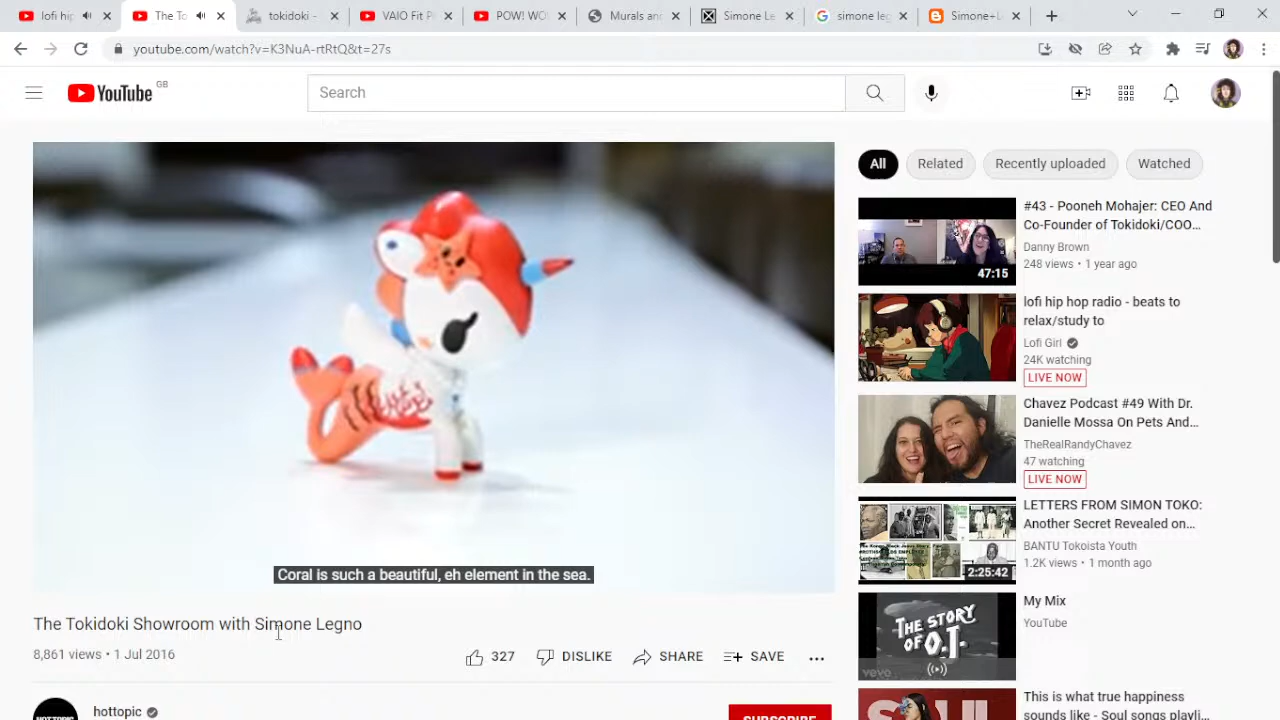 lofi hip
The To
tokidoki -
VAIO Fit P
POW! WO
Murals an
Simone Le
simone leg
Simone+L
youtube.com/watch?v=K3NuA-rtRtQ&t=27s
YouTube GB
Search
Coral is such a beautiful, eh element in the sea.
The Tokidoki Showroom with Simone Legno
8,861 views • 1 Jul 2016
327
DISLIKE
SHARE
SAVE
HOTTOPIC
hottopic
SUBSCRIBE
All
Related
Recently uploaded
Watched
#43 - Pooneh Mohajer: CEO And
Co-Founder of Tokidoki/COO...
Danny Brown
248 views • 1 year ago
47:15
lofi hip hop radio - beats to
relax/study to
Lofi Girl
24K watching
LIVE NOW
Chavez Podcast #49 With Dr.
Danielle Mossa On Pets And...
TheRealRandyChavez
47 watching
LIVE NOW
LETTERS FROM SIMON TOKO:
Another Secret Revealed on...
BANTU Tokoista Youth
1.2K views • 1 month ago
2:25:42
My Mix
YouTube
THE STORY
OF O.J.
vevo
This is what true happiness
sounds like - Soul songs playli...
SOUL